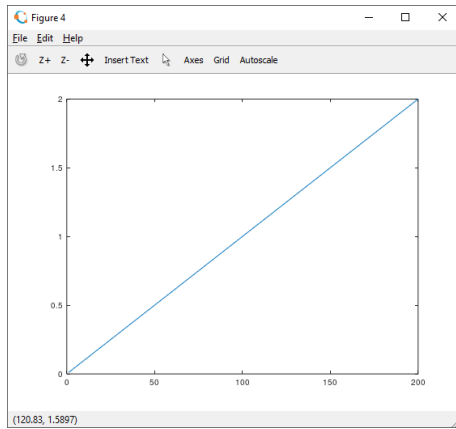 Figure 4
File Edit Help
Z+ Z- Insert Text Axes Grid Autoscale
2
1.5
1
0.5
0
0 50 100 150 200
(120.83, 1.5897)